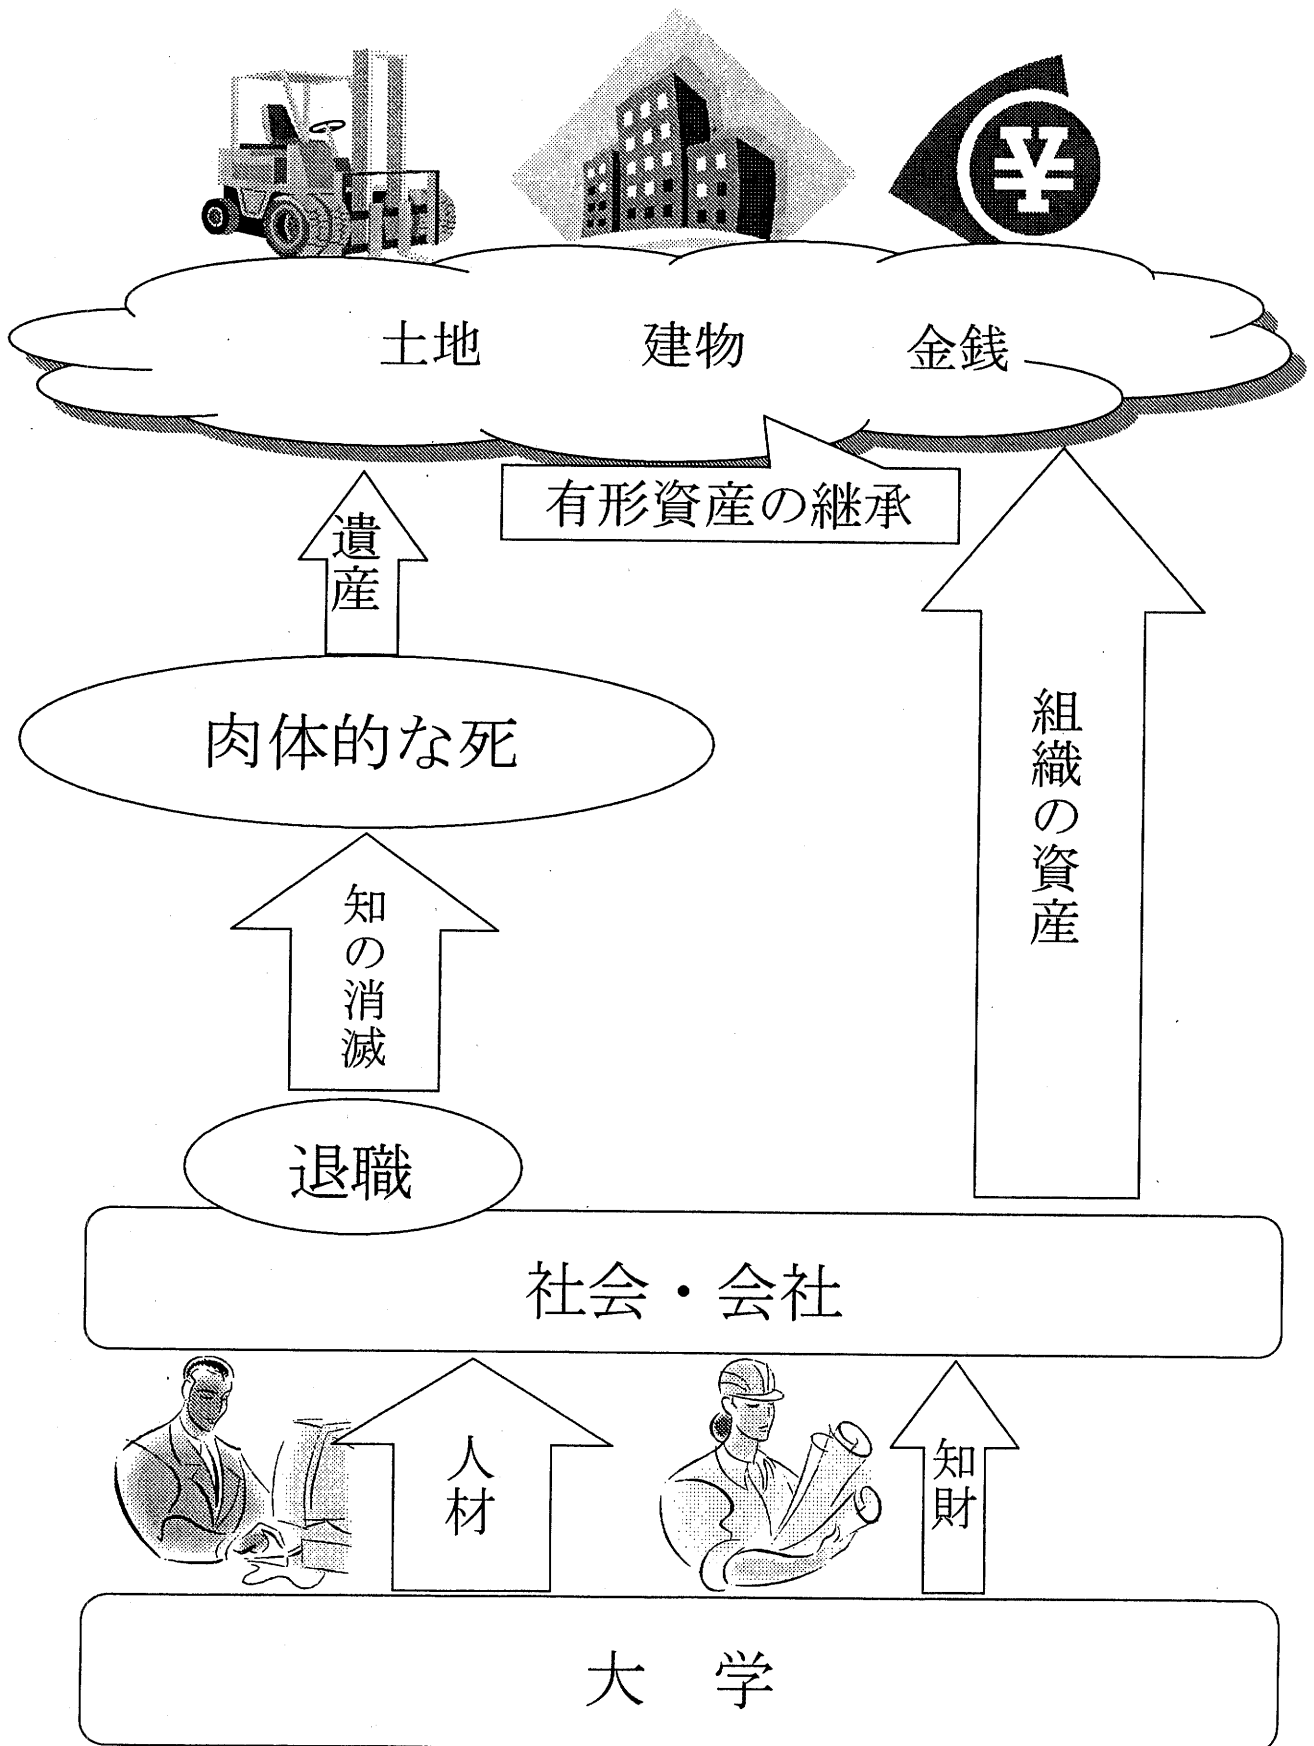 ¥
土地 建物 金銭
有形資産の継承
遺産
肉体的な死
組織の資産
知の消滅
退職
社会・会社
人材
知財
大 学